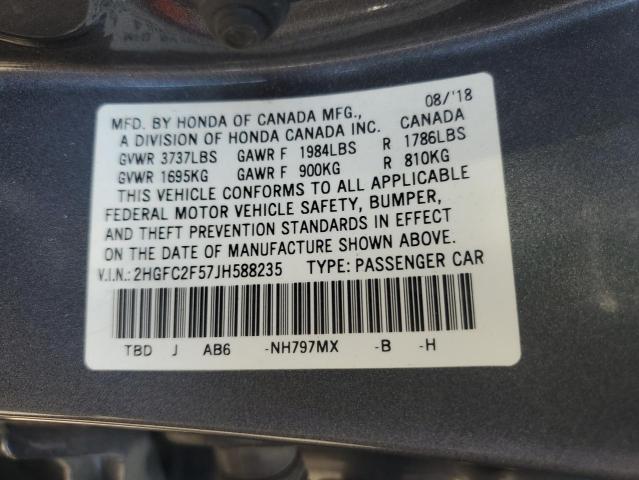 MFD. BY HONDA OF CANADA MFG., 08/'18
A DIVISION OF HONDA CANADA INC. CANADA
GVWR 3737LBS GAWR F 1984LBS R 1786LBS
GVWR 1695KG GAWR F 900KG R 810KG
THIS VEHICLE CONFORMS TO ALL APPLICABLE
FEDERAL MOTOR VEHICLE SAFETY, BUMPER,
AND THEFT PREVENTION STANDARDS IN EFFECT
ON THE DATE OF MANUFACTURE SHOWN ABOVE.
V.I.N.: 2HGFC2F57JH588235 TYPE: PASSENGER CAR
TBD J AB6 -NH797MX -B -H